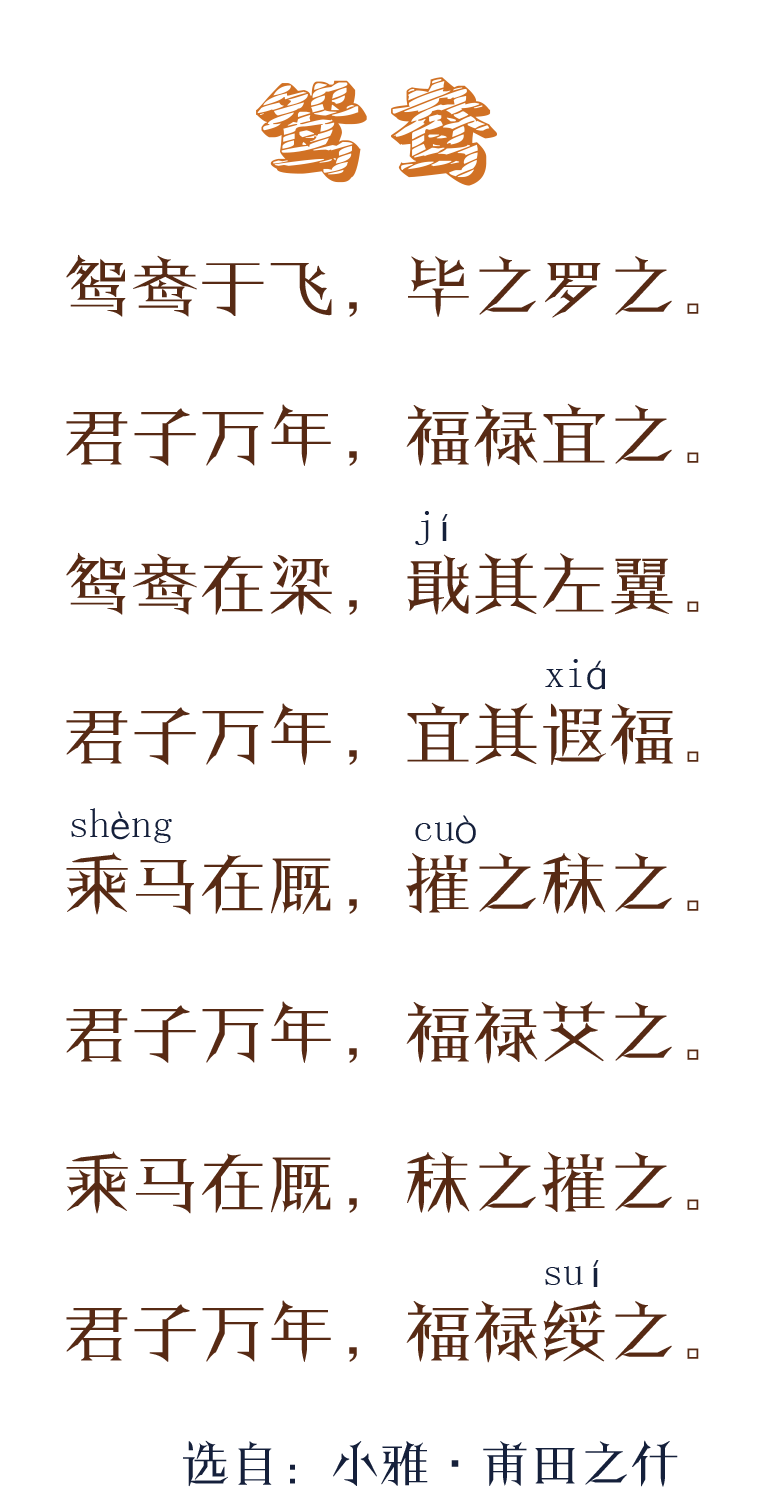 鸳鸯
鸳鸯于飞，毕之罗之。
君子万年，福禄宜之。
jí
鸳鸯在梁，戢其左翼。
xiá
君子万年，宜其遐福。
shèng cuò
乘马在厩，摧之秣之。
君子万年，福禄艾之。
乘马在厩，秣之摧之。
suí
君子万年，福禄绥之。
选自：小雅·甫田之什